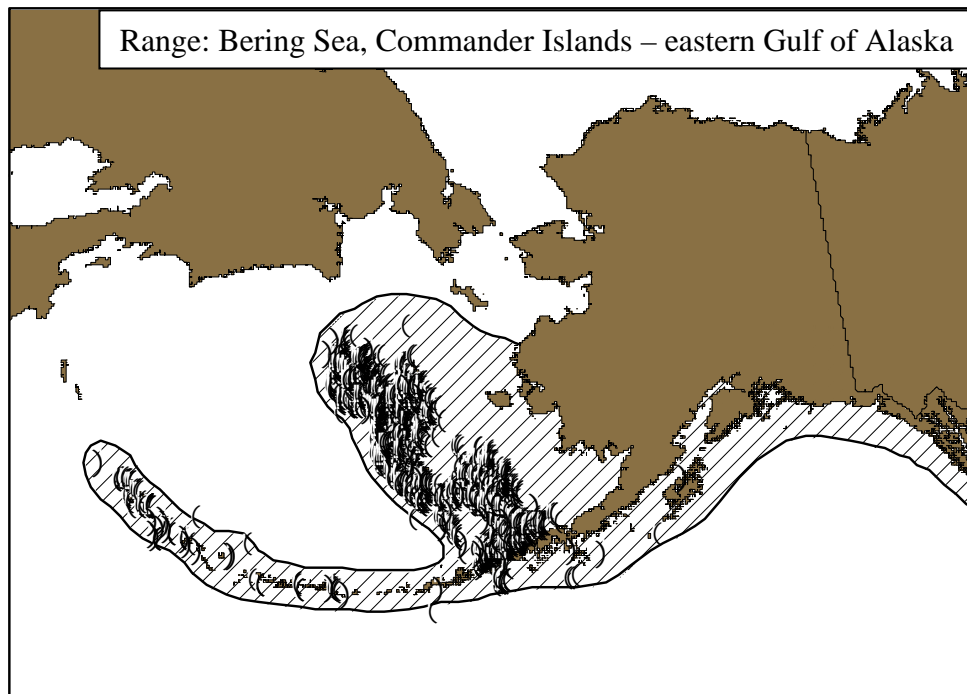 Range: Bering Sea, Commander Islands – eastern Gulf of Alaska